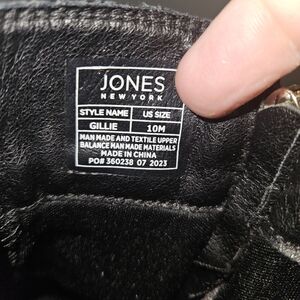 JONES
NEW YORK
STYLE NAME US SIZE
GILLIE 10M
MAN MADE AND TEXTILE UPPER
BALANCE MAN MADE MATERIALS
MADE IN CHINA
PO# 360238 07 2023